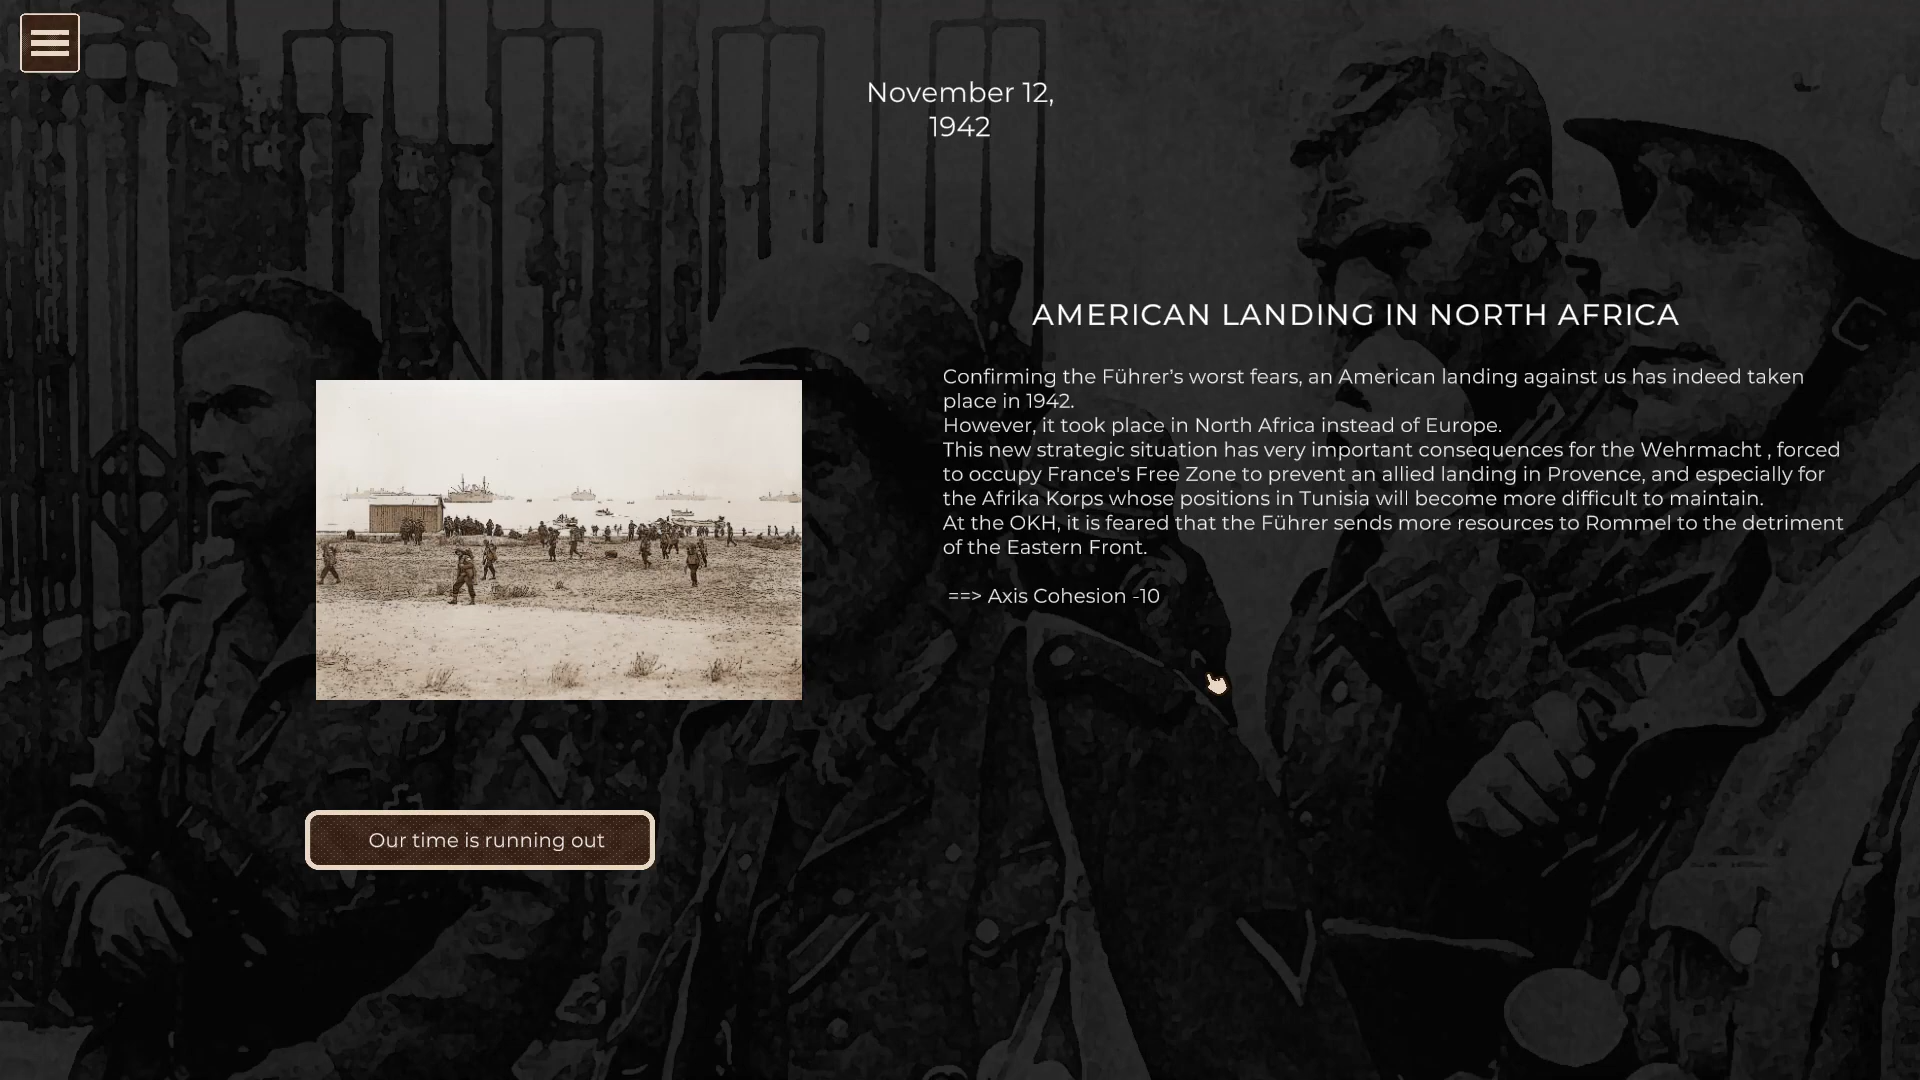 November 12,
1942
AMERICAN LANDING IN NORTH AFRICA
Confirming the Führer’s worst fears, an American landing against us has indeed taken
place in 1942.
However, it took place in North Africa instead of Europe.
This new strategic situation has very important consequences for the Wehrmacht , forced
to occupy France's Free Zone to prevent an allied landing in Provence, and especially for
the Afrika Korps whose positions in Tunisia will become more difficult to maintain.
At the OKH, it is feared that the Führer sends more resources to Rommel to the detriment
of the Eastern Front.
==> Axis Cohesion -10
Our time is running out